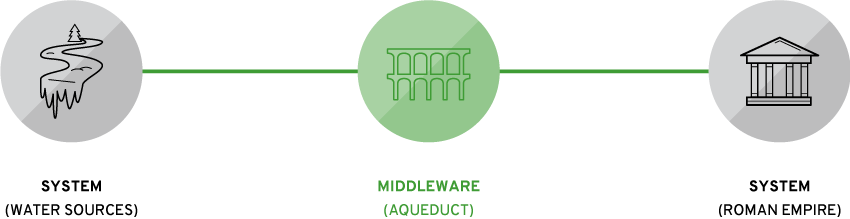 SYSTEM
(WATER SOURCES)
MIDDLEWARE
(AQUEDUCT)
SYSTEM
(ROMAN EMPIRE)